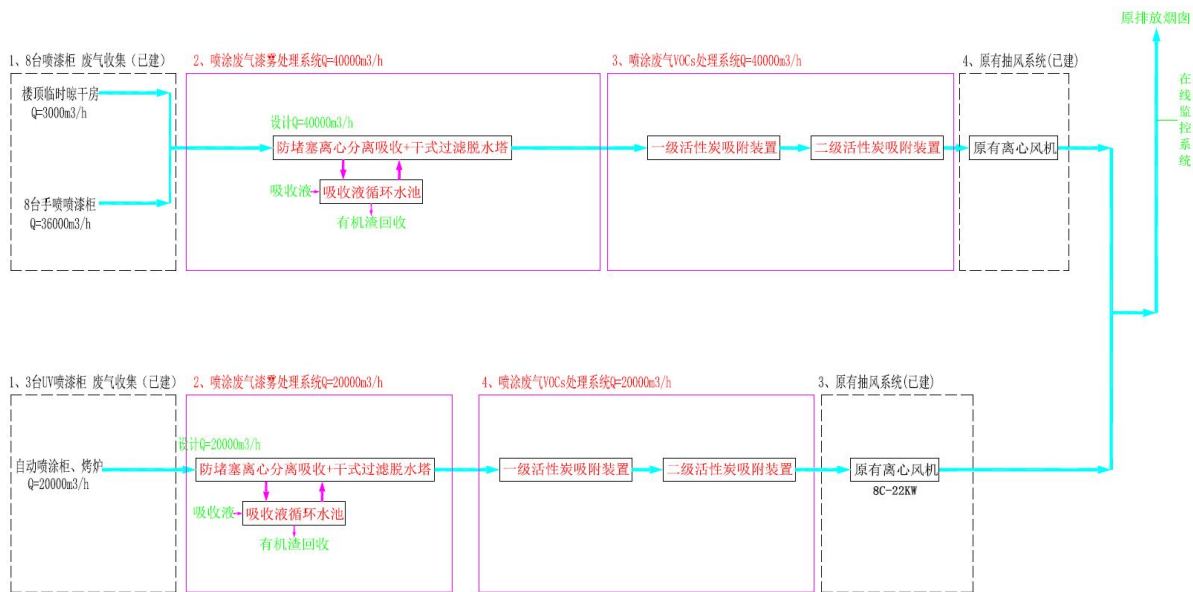 原排放烟囱
在线监控系统
1、8台喷漆柜 废气收集（已建）
2、喷涂废气漆雾处理系统Q=40000m3/h
3、喷涂废气VOCs处理系统Q=40000m3/h
4、原有抽风系统(已建)
楼顶临时晾干房
Q=3000m3/h
设计Q=40000m3/h
防堵塞离心分离吸收+干式过滤脱水塔
一级活性炭吸附装置
二级活性炭吸附装置
原有离心风机
吸收液
吸收液循环水池
8台手喷喷漆柜
Q=36000m3/h
有机渣回收
1、3台UV喷漆柜 废气收集（已建）
2、喷涂废气漆雾处理系统Q=20000m3/h
4、喷涂废气VOCs处理系统Q=20000m3/h
3、原有抽风系统(已建)
设计Q=20000m3/h
自动喷涂柜、烤炉
Q=20000m3/h
防堵塞离心分离吸收+干式过滤脱水塔
一级活性炭吸附装置
二级活性炭吸附装置
原有离心风机
8C-22KW
吸收液
吸收液循环水池
有机渣回收